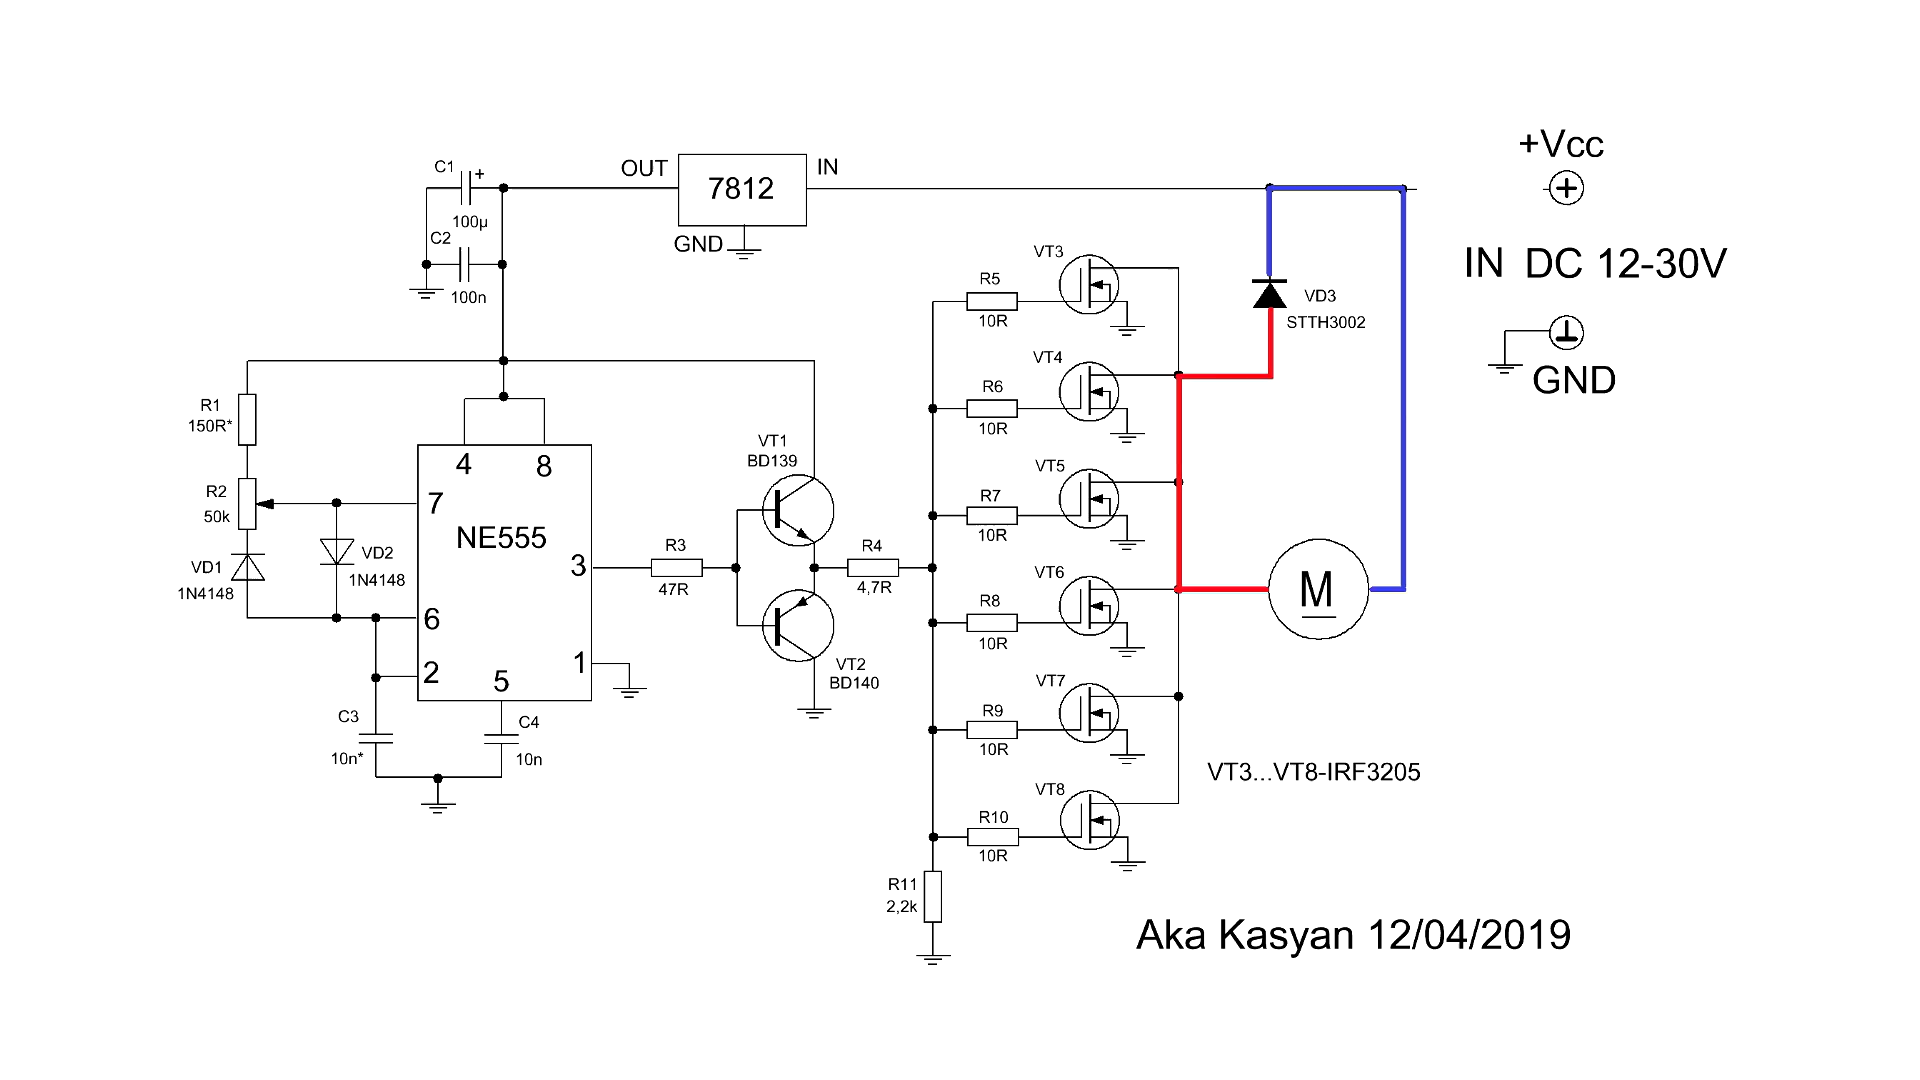 +Vcc
C1
+
100µ
C2
100n
OUT
7812
IN
GND
IN DC 12-30V
GND
R1
150R*
R2
50k
VD1
1N4148
VD2
1N4148
4
8
7
NE555
3
6
2
5
1
C3
10n*
C4
10n
R3
47R
VT1
BD139
VT2
BD140
R4
4,7R
R5
10R
R6
10R
R7
10R
R8
10R
R9
10R
R10
10R
R11
2,2k
VT3
VT4
VT5
VT6
VT7
VT8
VD3
STTH3002
M
VT3...VT8-IRF3205
Aka Kasyan 12/04/2019